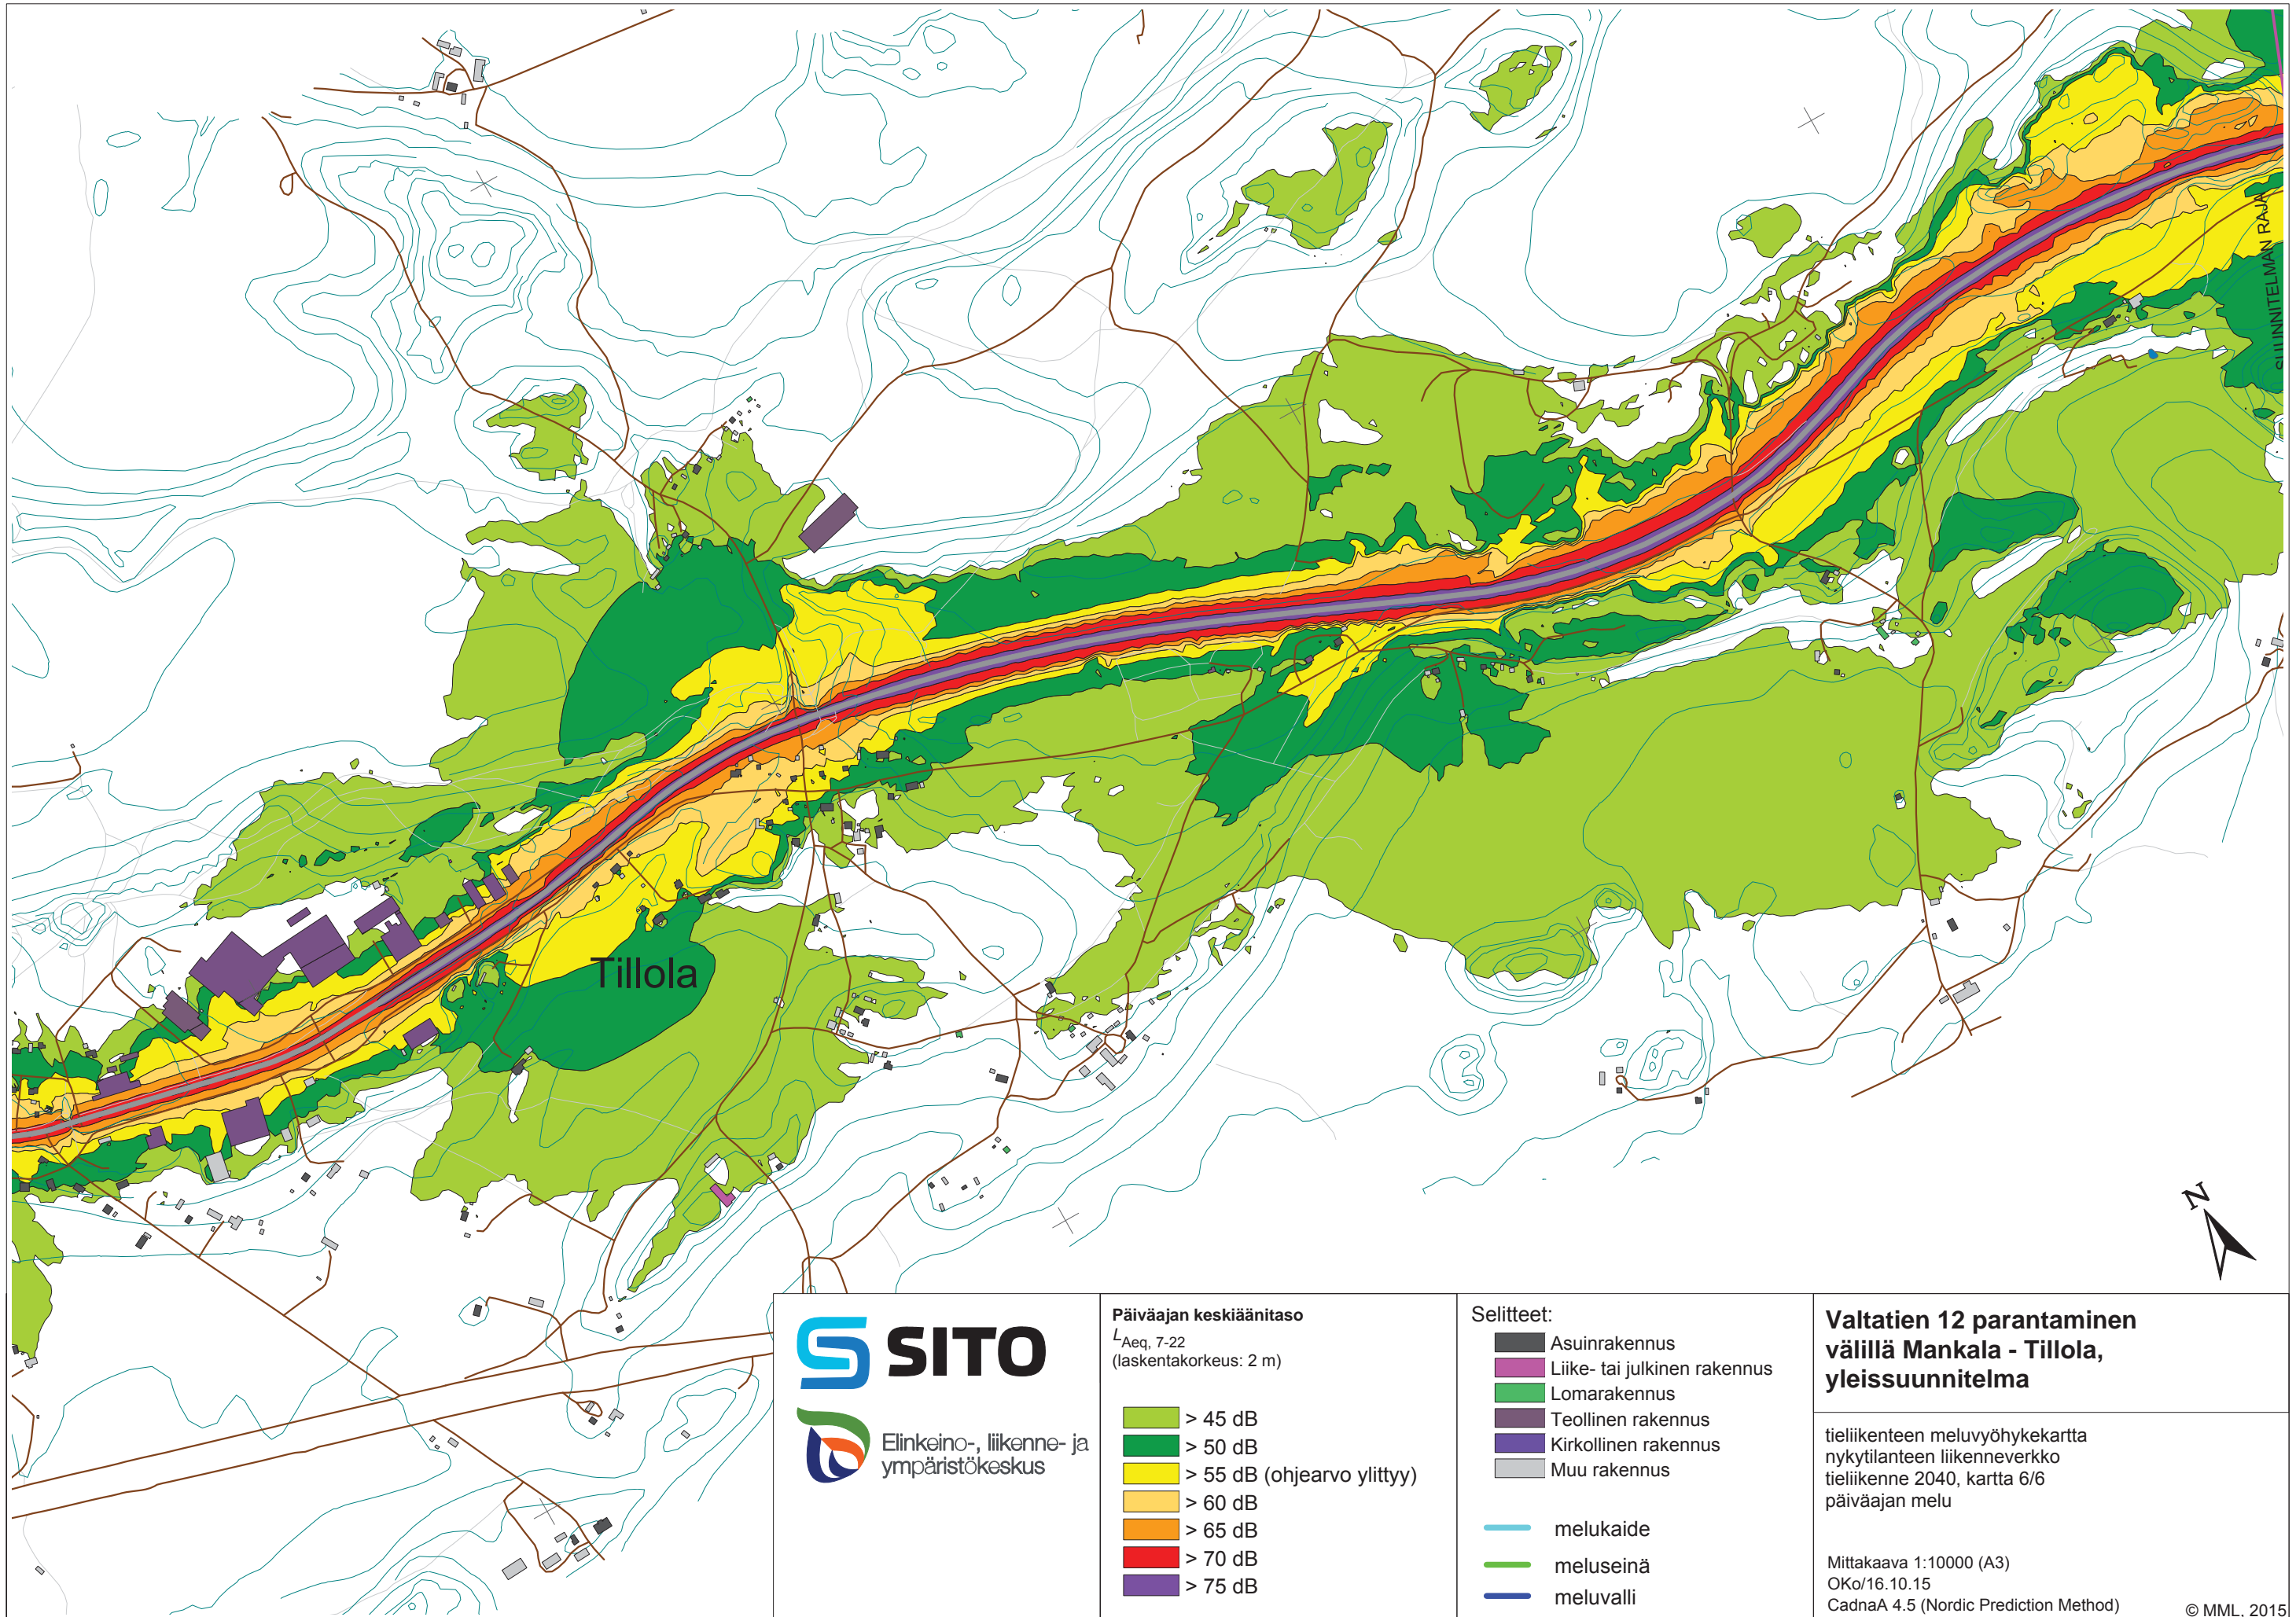 SUUNNITELMAN RAJA
Tillola
N
SITO
Elinkeino-, liikenne- ja
ympäristökeskus
Päiväajan keskiäänitaso
LAeq, 7-22
(laskentakorkeus: 2 m)
> 45 dB
> 50 dB
> 55 dB (ohjearvo ylittyy)
> 60 dB
> 65 dB
> 70 dB
> 75 dB
Selitteet:
Asuinrakennus
Liike- tai julkinen rakennus
Lomarakennus
Teollinen rakennus
Kirkollinen rakennus
Muu rakennus
melukaide
meluseinä
meluvalli
Valtatien 12 parantaminen
välillä Mankala - Tillola,
yleissuunnitelma
tieliikenteen meluvyöhykekartta
nykytilanteen liikenneverkko
tieliikenne 2040, kartta 6/6
päiväajan melu
Mittakaava 1:10000 (A3)
OKo/16.10.15
CadnaA 4.5 (Nordic Prediction Method)
© MML, 2015